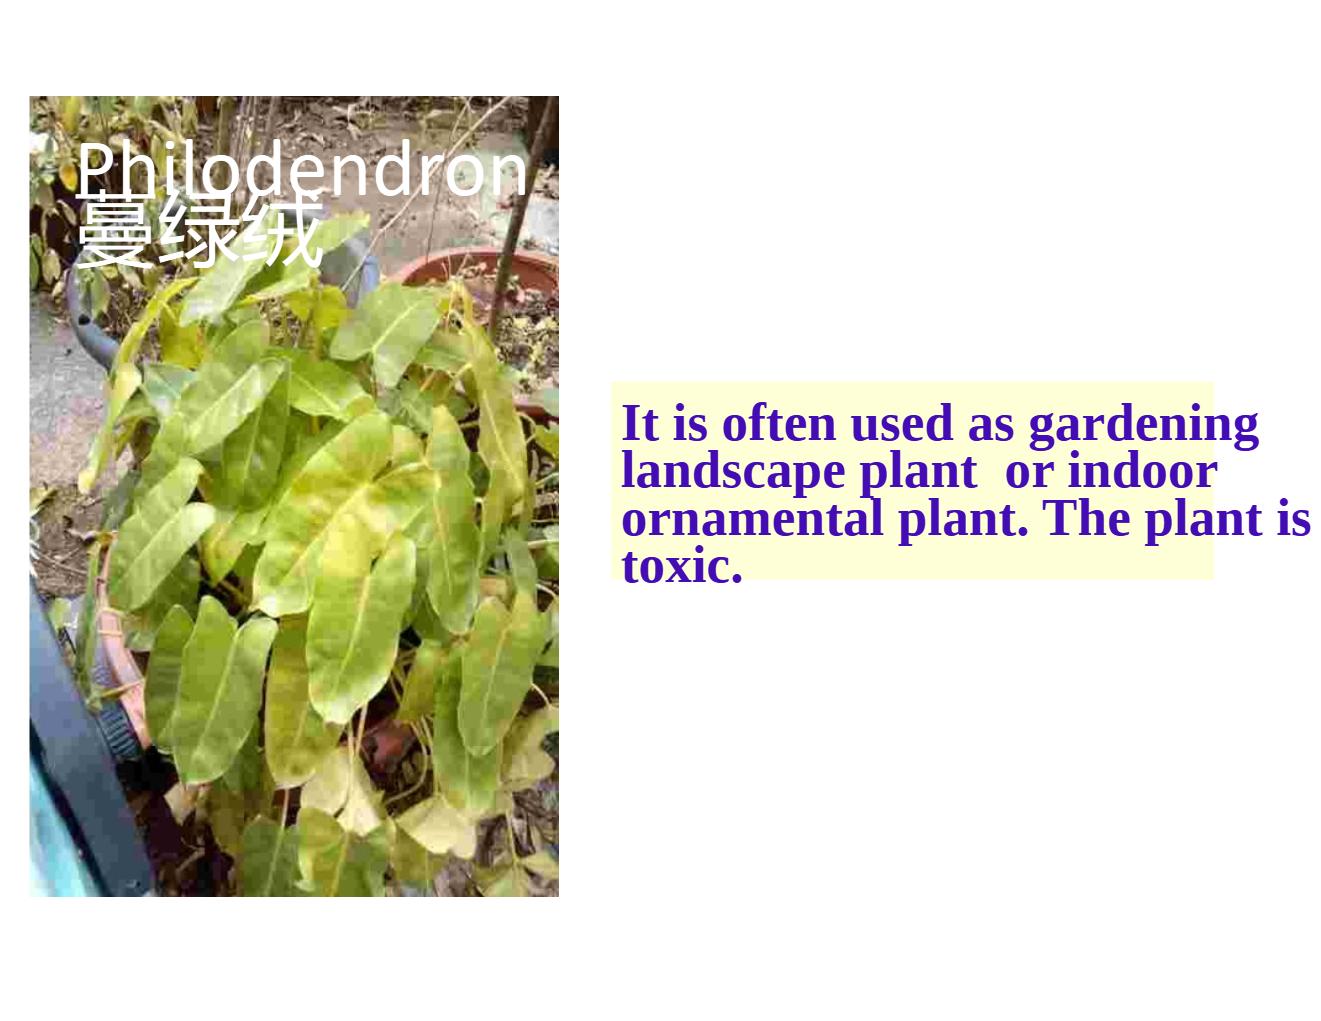 Philodendron
蔓绿绒
It is often used as gardening
landscape plant  or indoor
ornamental plant. The plant is
toxic.